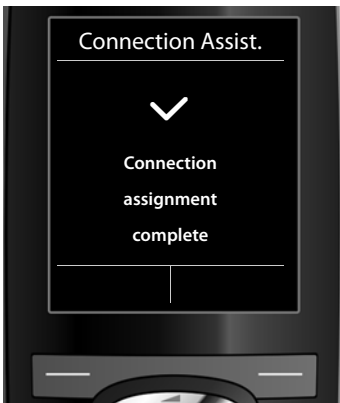 Connection Assist.
Connection
assignment
complete